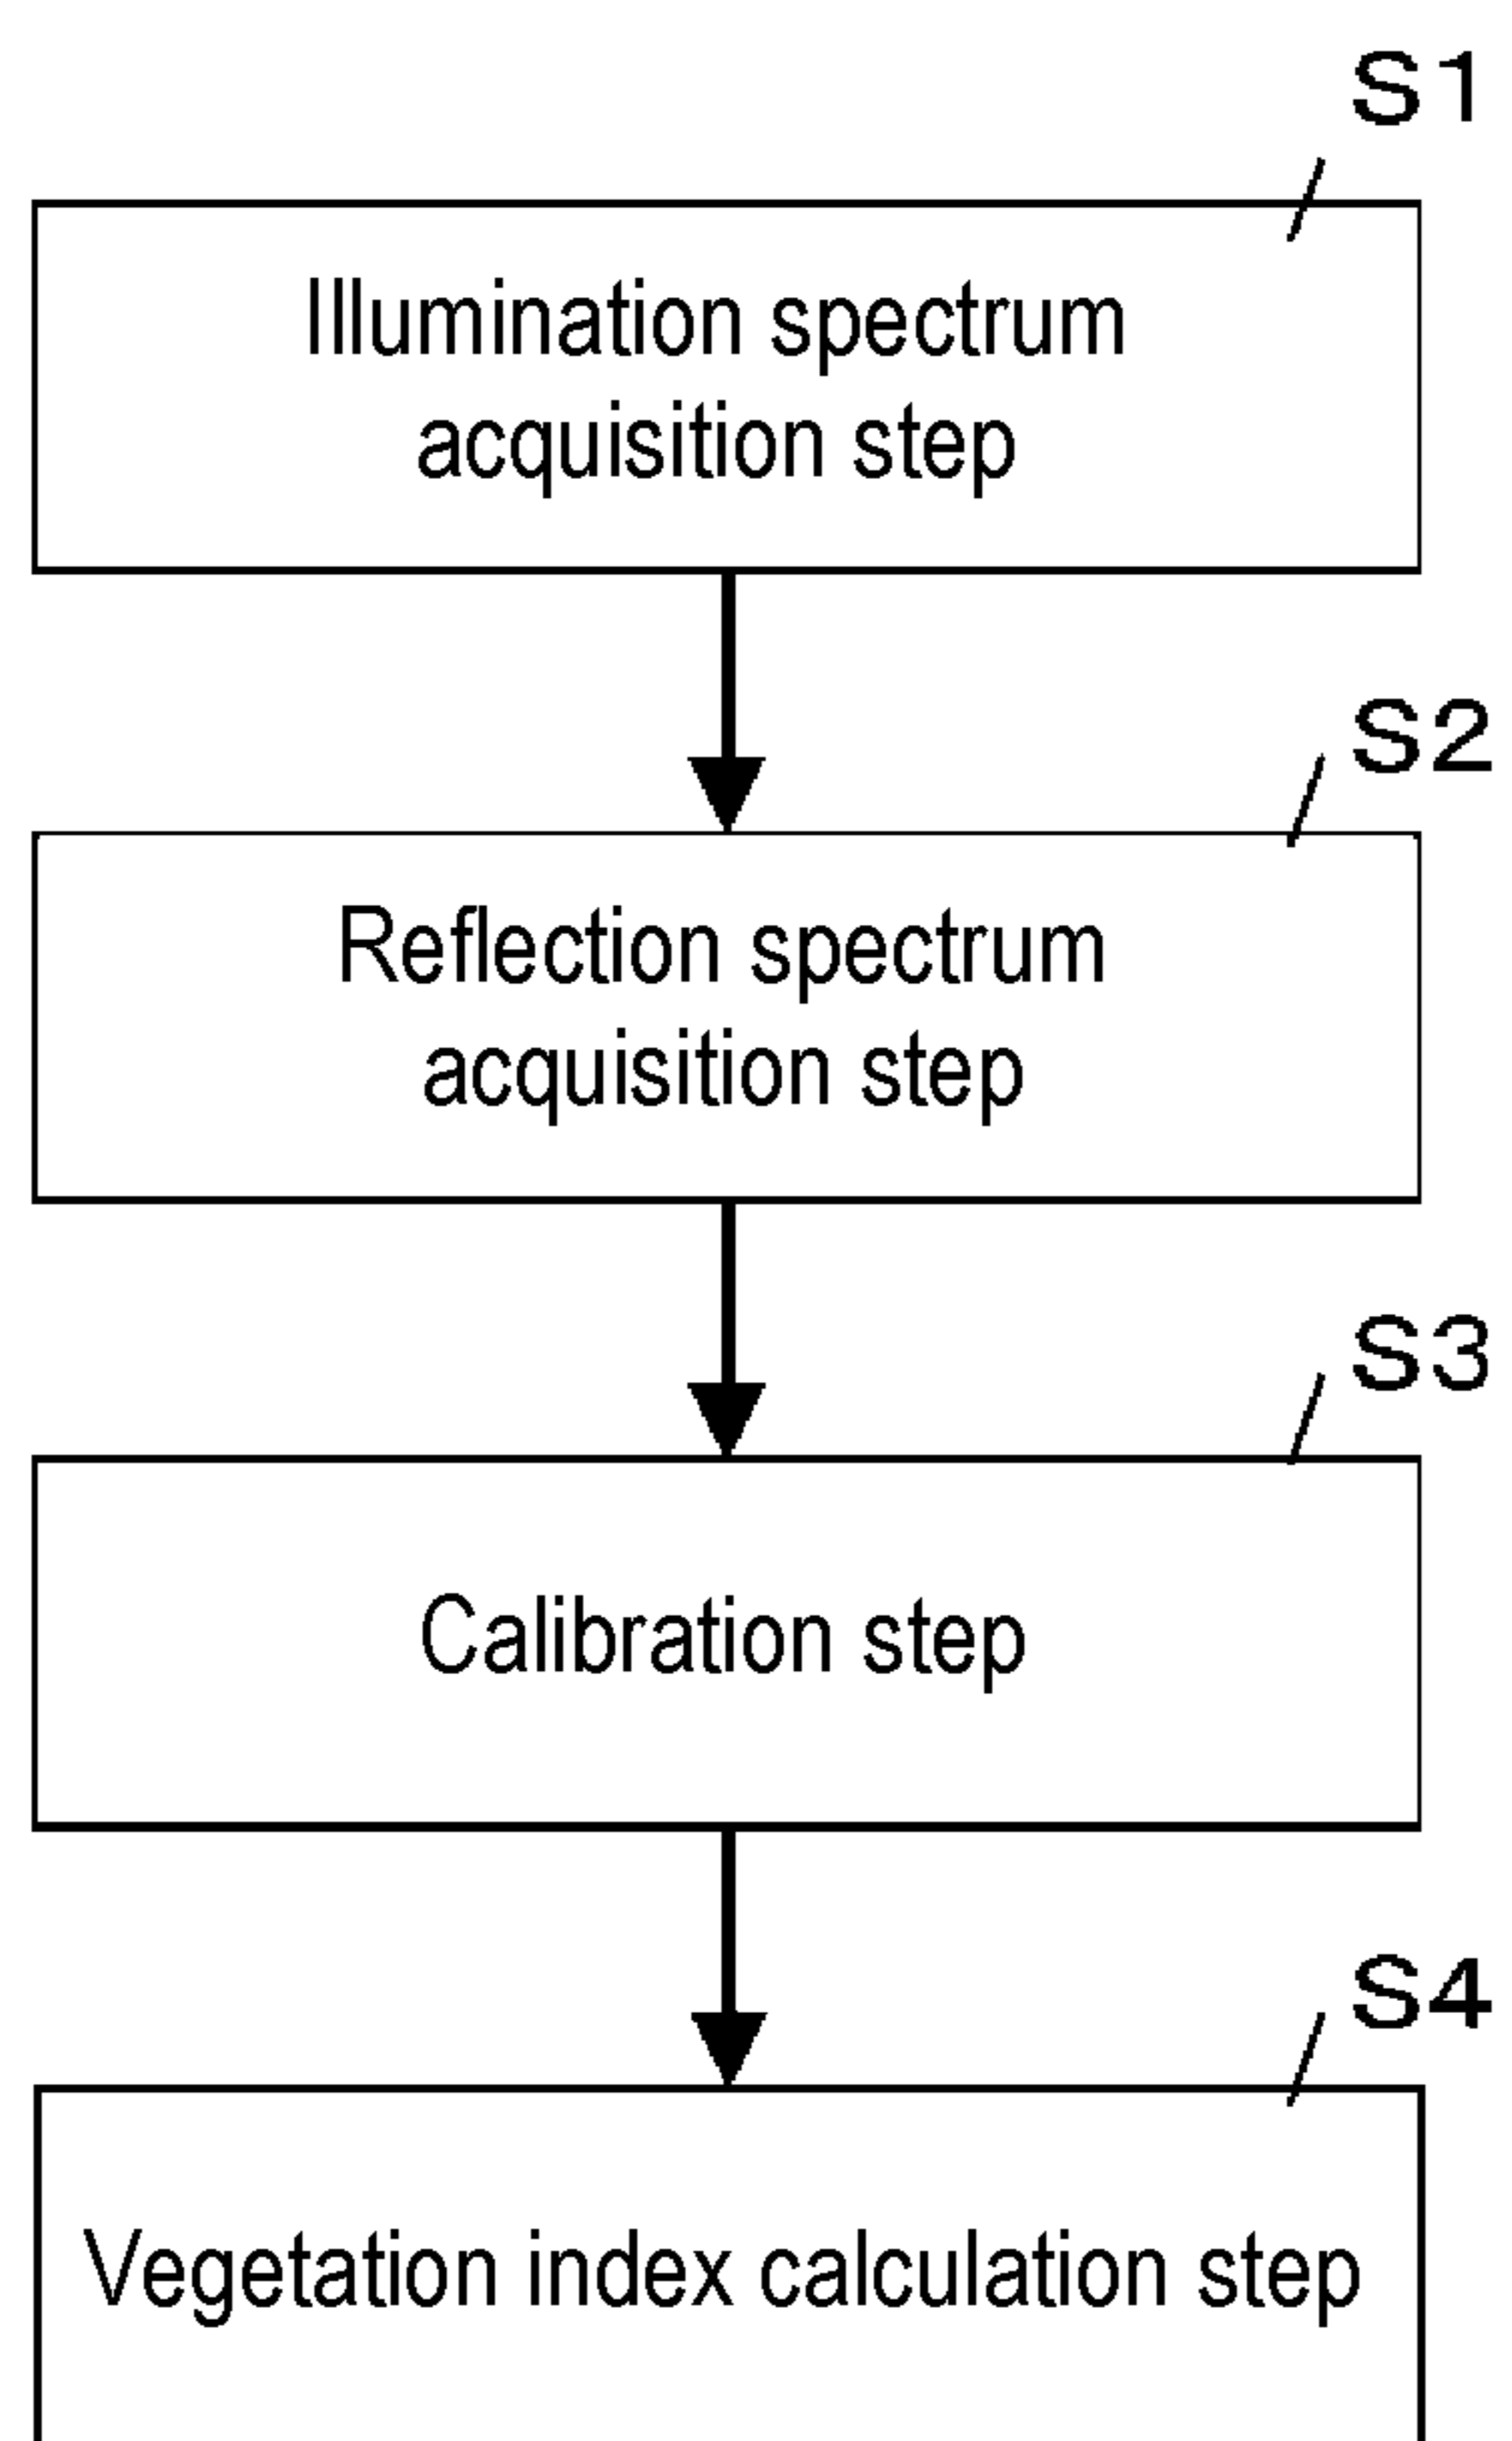 S1
Illumination spectrum
acquisition step
S2
Reflection spectrum
acquisition step
S3
Calibration step
S4
Vegetation index calculation step